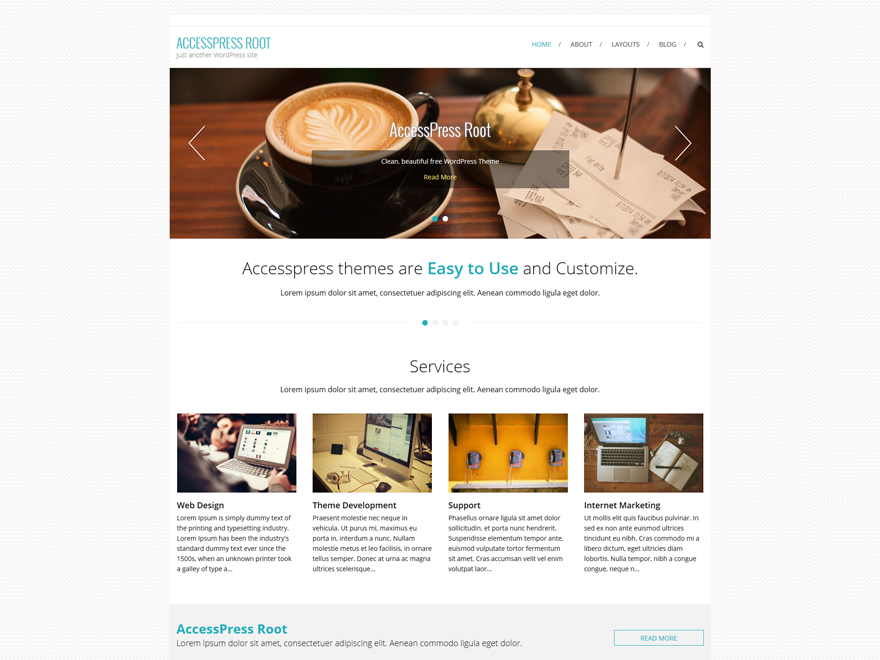 ACCESSPRESS ROOT
Just another WordPress site
HOME / ABOUT / LAYOUTS / BLOG /
AccessPress Root
Clean, beautiful free WordPress Theme
Read More
Accesspress themes are Easy to Use and Customize.
Lorem ipsum dolor sit amet, consectetuer adipiscing elit. Aenean commodo ligula eget dolor.
Services
Lorem ipsum dolor sit amet, consectetuer adipiscing elit. Aenean commodo ligula eget dolor.
Web Design
Lorem Ipsum is simply dummy text of
the printing and typesetting industry.
Lorem Ipsum has been the industry's
standard dummy text ever since the
1500s, when an unknown printer took
a galley of type a...
Theme Development
Praesent molestie nec neque in
vehicula. Ut purus mi, maximus eu
porta in, interdum a nunc. Nullam
molestie metus et leo facilisis, in ornare
tellus semper. Donec at urna ac magna
ultrices scelerisque...
Support
Phasellus ornare ligula sit amet dolor
sollicitudin, et porta nunc hendrerit.
Suspendisse elementum tempor ante,
euismod vulputate tortor fermentum
sit amet. Cras accumsan velit vel enim
volutpat laor...
Internet Marketing
Ut mollis elit quis faucibus pulvinar. In
sed ex non ante euismod ultrices
tincidunt eu nibh. Cras commodo mi a
libero dictum, eget ultricies diam
lobortis. Nulla tempor, nibh a congue
congue, neque n...
AccessPress Root
Lorem ipsum dolor sit amet, consectetuer adipiscing elit. Aenean commodo ligula eget dolor.
READ MORE